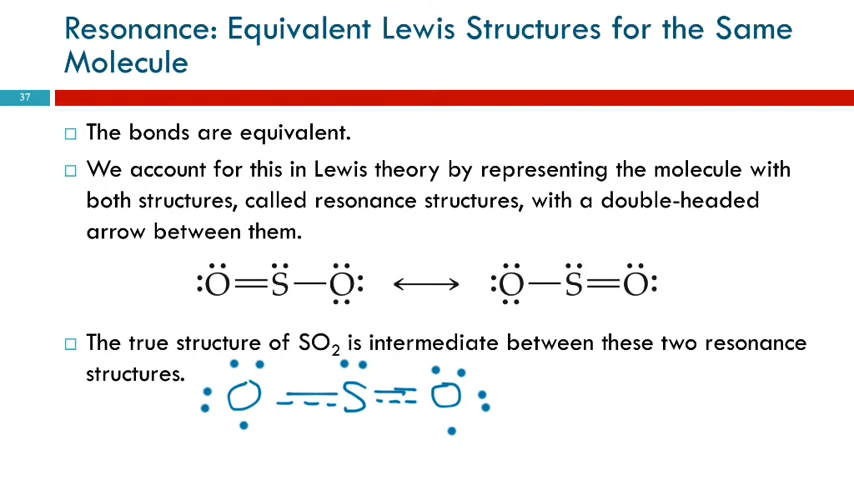 Resonance: Equivalent Lewis Structures for the Same
Molecule
37
The bonds are equivalent.
We account for this in Lewis theory by representing the molecule with
both structures, called resonance structures, with a double-headed
arrow between them.
:Ö=S̈—Ö̤: ⟷ :Ö̤—S̈=Ö:
The true structure of SO₂ is intermediate between these two resonance
structures.
O S O